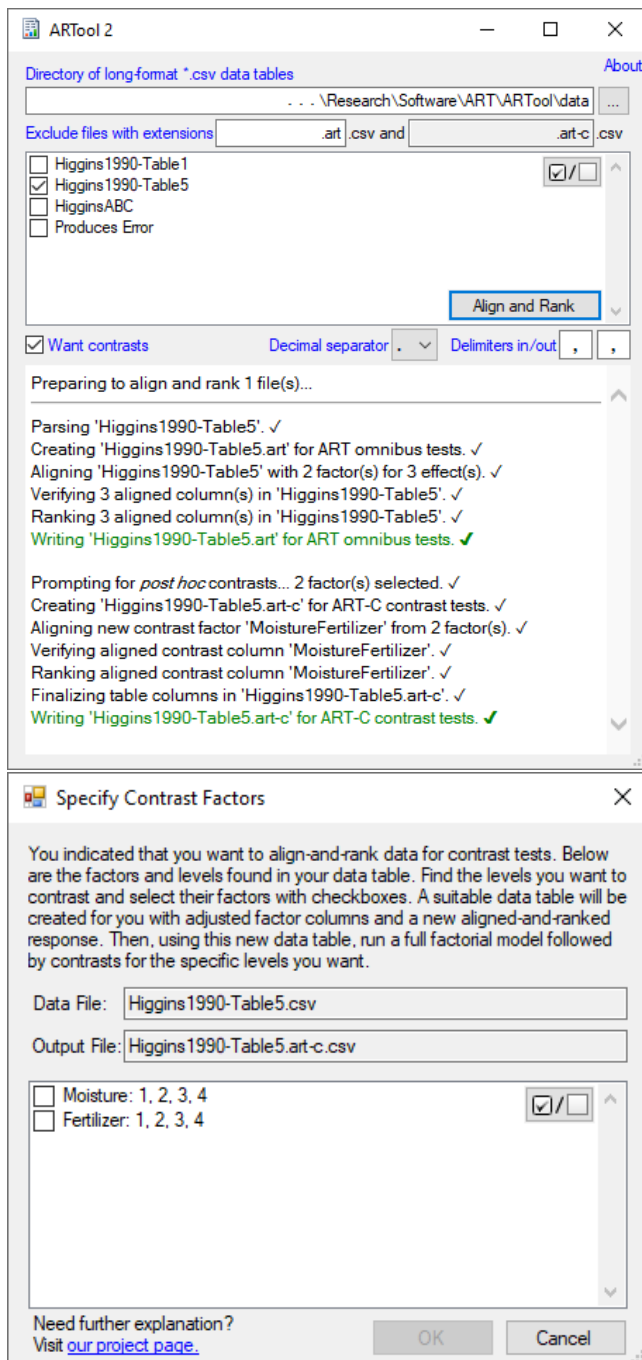 ARTool 2
About
Directory of long-format *.csv data tables
. . . \Research\Software\ART\ARTool\data ...
Exclude files with extensions .art .csv and .art-c .csv
Higgins1990-Table1
Higgins1990-Table5
HigginsABC
Produces Error
/
Align and Rank
Want contrasts Decimal separator . Delimiters in/out , ,
Preparing to align and rank 1 file(s)...
Parsing 'Higgins1990-Table5'. ✓
Creating 'Higgins1990-Table5.art' for ART omnibus tests. ✓
Aligning 'Higgins1990-Table5' with 2 factor(s) for 3 effect(s). ✓
Verifying 3 aligned column(s) in 'Higgins1990-Table5'. ✓
Ranking 3 aligned column(s) in 'Higgins1990-Table5'. ✓
Writing 'Higgins1990-Table5.art' for ART omnibus tests. ✔
Prompting for post hoc contrasts... 2 factor(s) selected. ✓
Creating 'Higgins1990-Table5.art-c' for ART-C contrast tests. ✓
Aligning new contrast factor 'MoistureFertilizer' from 2 factor(s). ✓
Verifying aligned contrast column 'MoistureFertilizer'. ✓
Ranking aligned contrast column 'MoistureFertilizer'. ✓
Finalizing table columns in 'Higgins1990-Table5.art-c'. ✓
Writing 'Higgins1990-Table5.art-c' for ART-C contrast tests. ✔
Specify Contrast Factors
You indicated that you want to align-and-rank data for contrast tests. Below
are the factors and levels found in your data table. Find the levels you want to
contrast and select their factors with checkboxes. A suitable data table will be
created for you with adjusted factor columns and a new aligned-and-ranked
response. Then, using this new data table, run a full factorial model followed
by contrasts for the specific levels you want.
Data File: Higgins1990-Table5.csv
Output File: Higgins1990-Table5.art-c.csv
Moisture: 1, 2, 3, 4
Fertilizer: 1, 2, 3, 4
/
Need further explanation?
Visit our project page.
OK Cancel